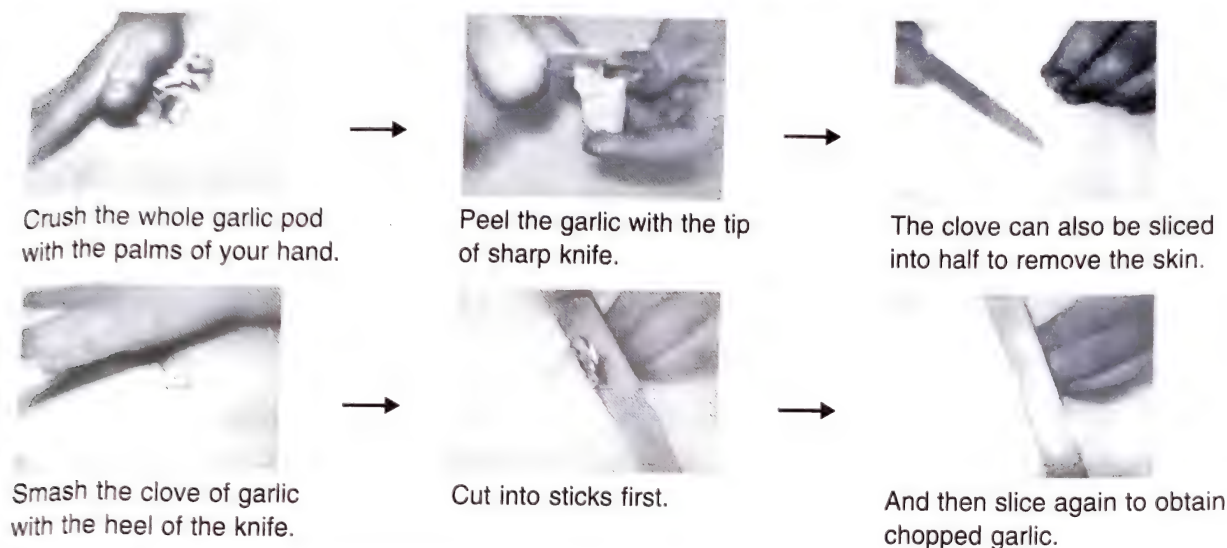 Crush the whole garlic pod
with the palms of your hand.
Peel the garlic with the tip
of sharp knife.
The clove can also be sliced
into half to remove the skin.
Smash the clove of garlic
with the heel of the knife.
Cut into sticks first.
And then slice again to obtain
chopped garlic.